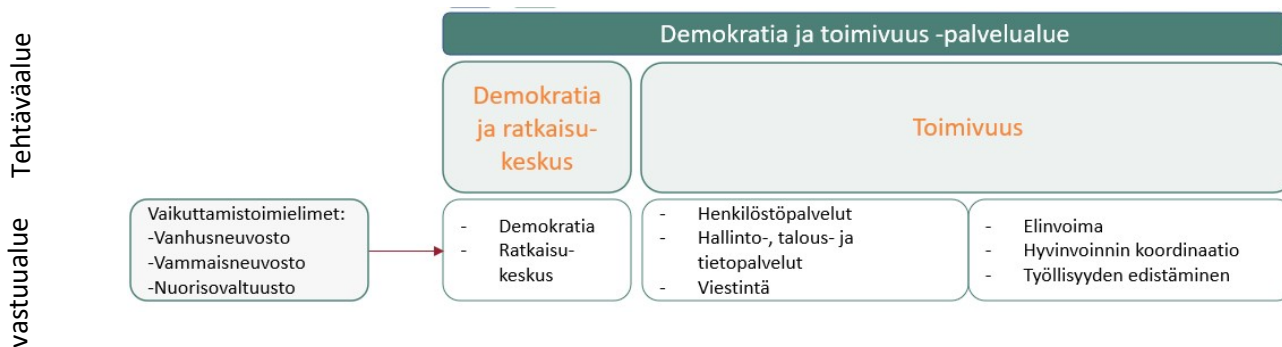 Tehtäväalue
Demokratia ja toimivuus -palvelualue
Demokratia
ja ratkaisu-
keskus
Toimivuus
vastuualue
Vaikuttamistoimielimet:
-Vanhusneuvosto
-Vammaisneuvosto
-Nuorisovaltuusto
- Demokratia
- Ratkaisu-
keskus
- Henkilöstöpalvelut
- Hallinto-, talous- ja
tietopalvelut
- Viestintä
- Elinvoima
- Hyvinvoinnin koordinaatio
- Työllisyyden edistäminen